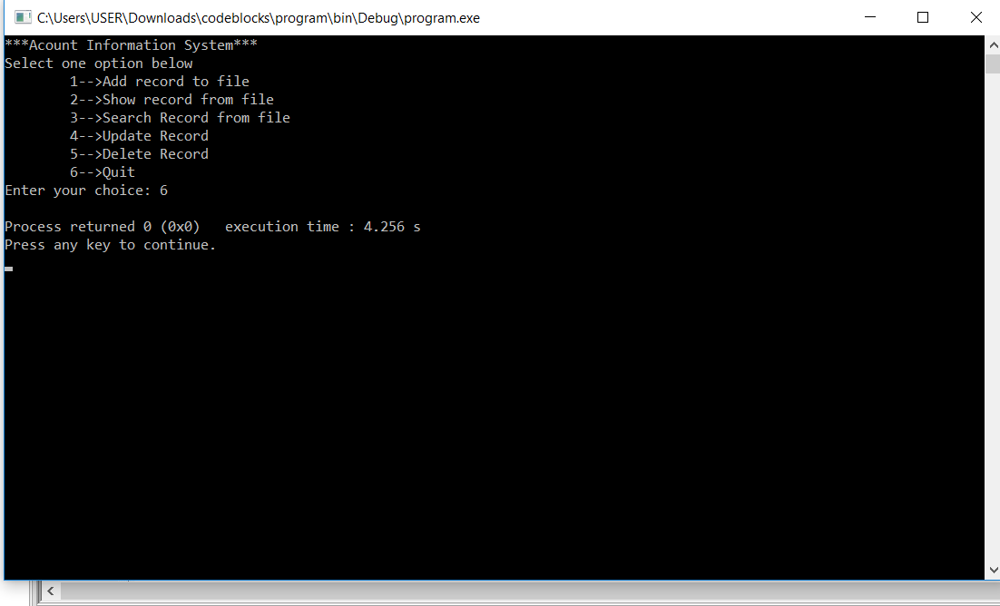 C:\Users\USER\Downloads\codeblocks\program\bin\Debug\program.exe
***Acount Information System***
Select one option below
        1-->Add record to file
        2-->Show record from file
        3-->Search Record from file
        4-->Update Record
        5-->Delete Record
        6-->Quit
Enter your choice: 6
Process returned 0 (0x0)   execution time : 4.256 s
Press any key to continue.